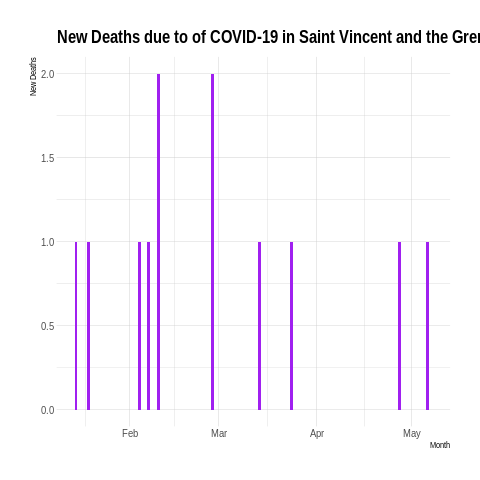 New Deaths due to of COVID-19 in Saint Vincent and the Gren
New Deaths
2.0
1.5
1.0
0.5
0.0
Feb Mar Apr May
Month